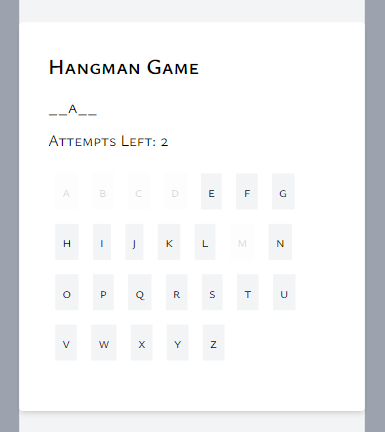 Hangman Game
__A__
Attempts Left: 2
A B C D E F G
H I J K L M N
O P Q R S T U
V W X Y Z